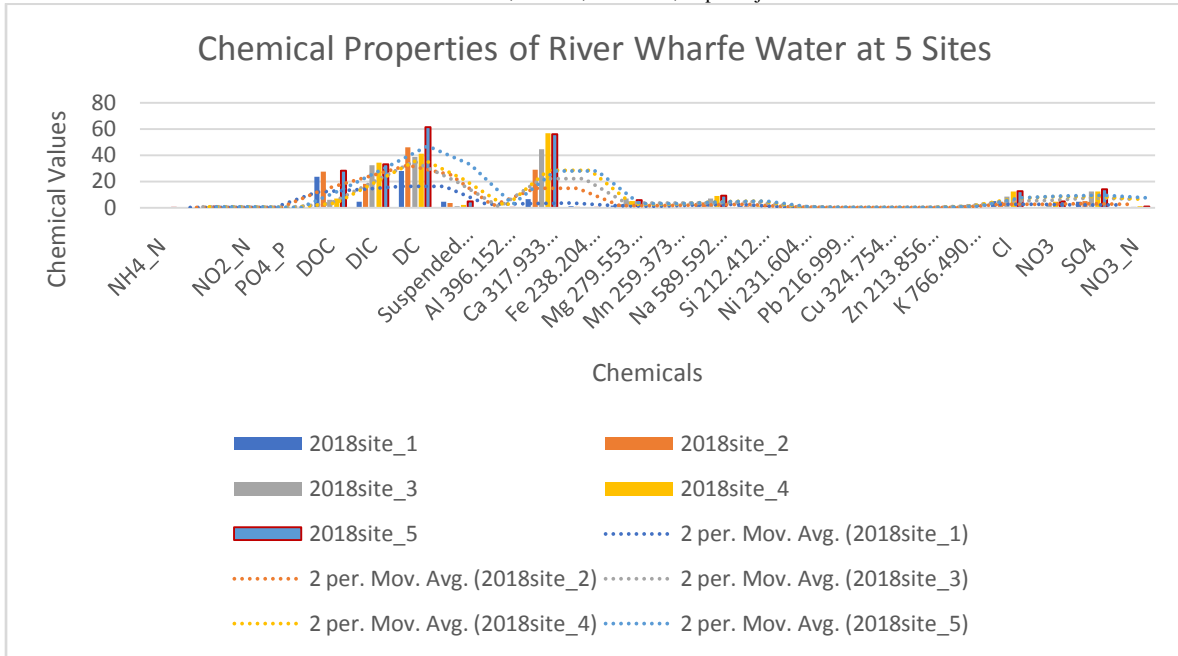 Chemical Properties of River Wharfe Water at 5 Sites
Chemical Values
80
60
40
20
0
NH4_N
NO2_N
PO4_P
DOC
DIC
DC
Suspended...
Al 396.152...
Ca 317.933...
Fe 238.204...
Mg 279.553...
Mn 259.373...
Na 589.592...
Si 212.412...
Ni 231.604...
Pb 216.999...
Cu 324.754...
Zn 213.856...
K 766.490...
Cl
NO3
SO4
NO3_N
Chemicals
2018site_1
2018site_2
2018site_3
2018site_4
2018site_5
2 per. Mov. Avg. (2018site_1)
2 per. Mov. Avg. (2018site_2)
2 per. Mov. Avg. (2018site_3)
2 per. Mov. Avg. (2018site_4)
2 per. Mov. Avg. (2018site_5)